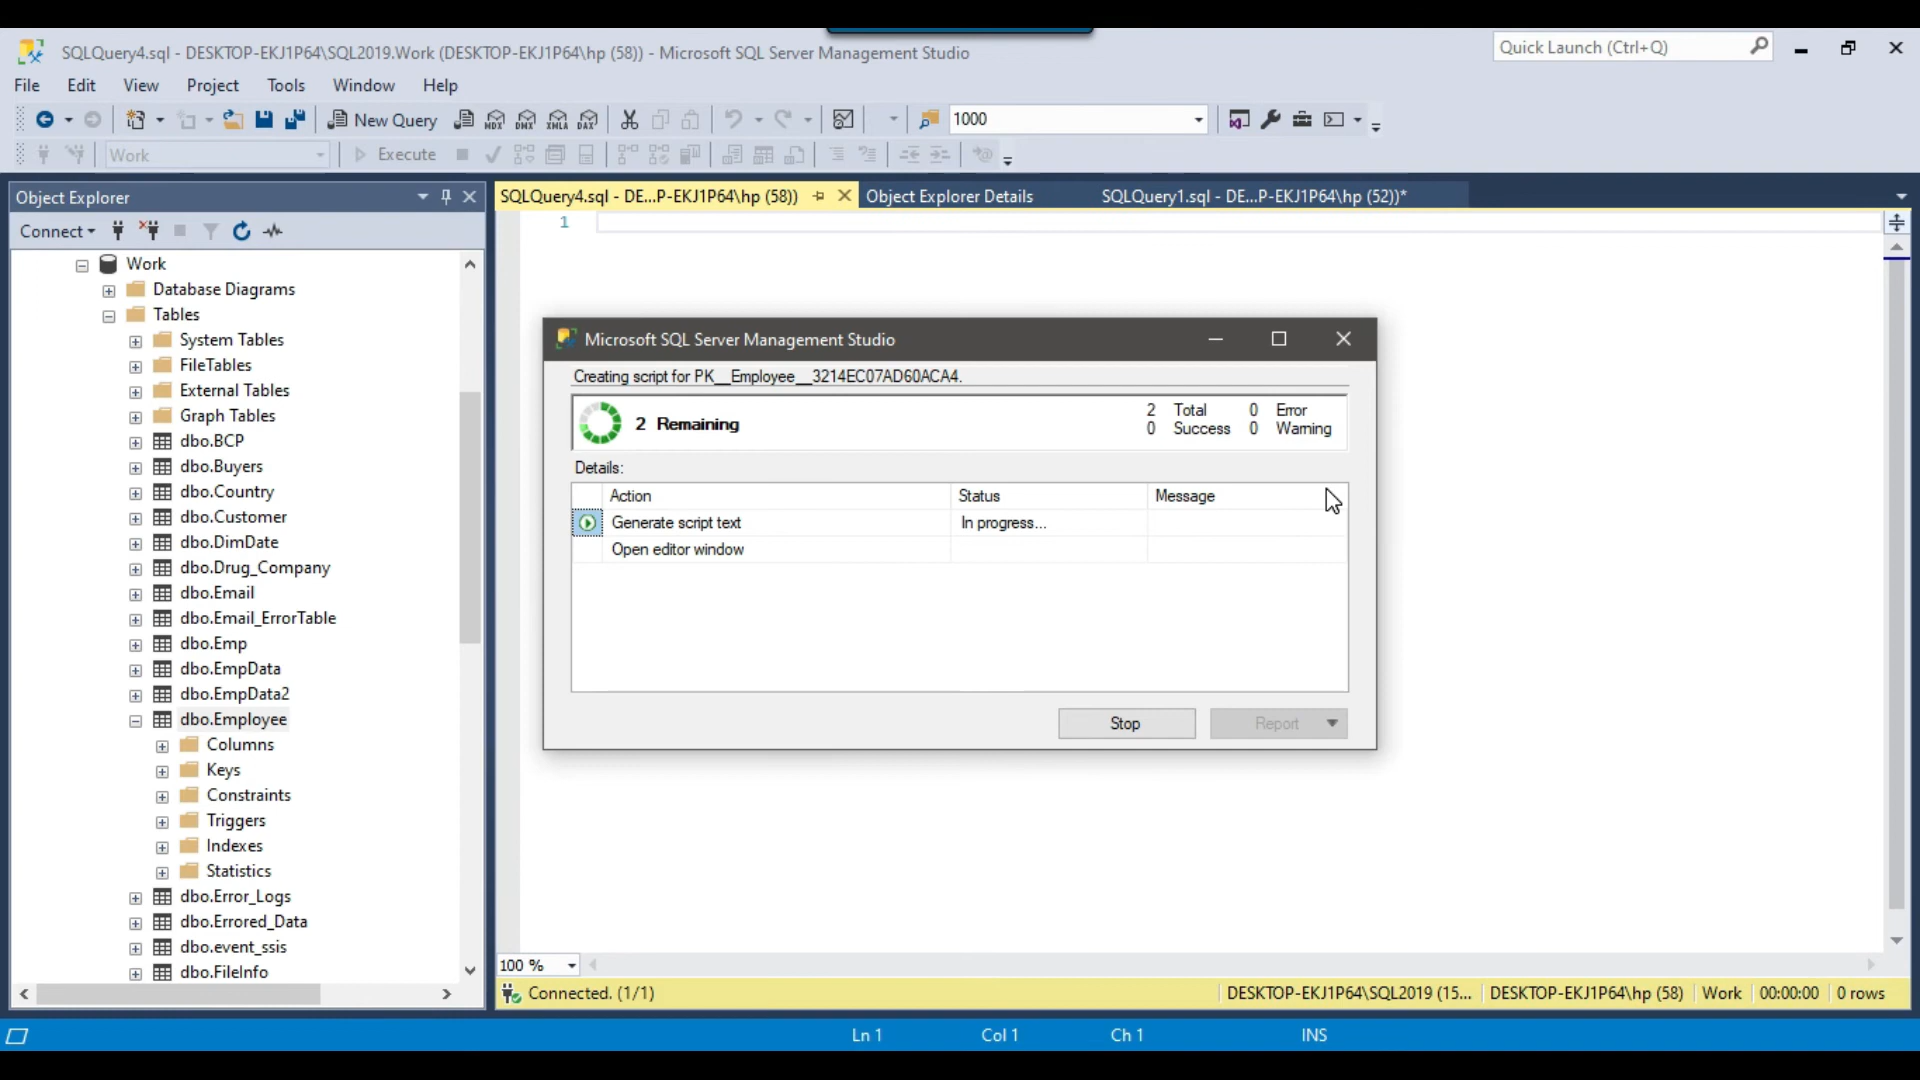 SQLQuery4.sql - DESKTOP-EKJ1P64\SQL2019.Work (DESKTOP-EKJ1P64\hp (58)) - Microsoft SQL Server Management Studio
Quick Launch (Ctrl+Q)
File Edit View Project Tools Window Help
New Query MDX DMX XMLA DAX 1000
Work Execute
Object Explorer
SQLQuery4.sql - DE...P-EKJ1P64\hp (58)) Object Explorer Details SQLQuery1.sql - DE...P-EKJ1P64\hp (52))*
Connect
1
Work
Database Diagrams
Tables
System Tables
FileTables
External Tables
Graph Tables
dbo.BCP
dbo.Buyers
dbo.Country
dbo.Customer
dbo.DimDate
dbo.Drug_Company
dbo.Email
dbo.Email_ErrorTable
dbo.Emp
dbo.EmpData
dbo.EmpData2
dbo.Employee
Columns
Keys
Constraints
Triggers
Indexes
Statistics
dbo.Error_Logs
dbo.Errored_Data
dbo.event_ssis
dbo.FileInfo
Microsoft SQL Server Management Studio
Creating script for PK__Employee__3214EC07AD60ACA4.
2 Remaining
2 Total 0 Error
0 Success 0 Warning
Details:
Action Status Message
Generate script text In progress...
Open editor window
Stop Report
100 %
Connected. (1/1) DESKTOP-EKJ1P64\SQL2019 (15... DESKTOP-EKJ1P64\hp (58) Work 00:00:00 0 rows
Ln 1 Col 1 Ch 1 INS